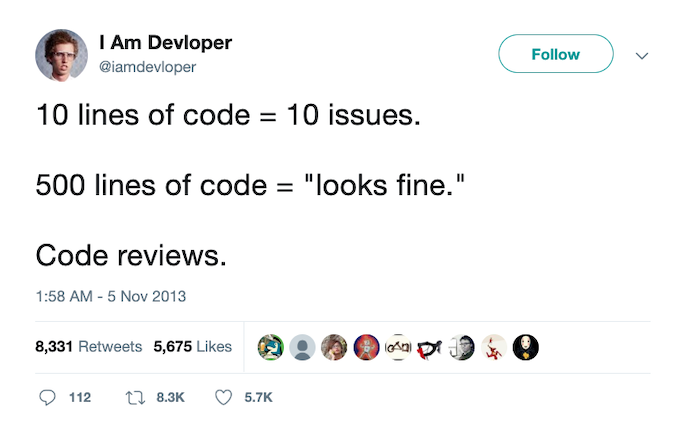 I Am Devloper
@iamdevloper
Follow
10 lines of code = 10 issues.
500 lines of code = "looks fine."
Code reviews.
1:58 AM - 5 Nov 2013
8,331 Retweets 5,675 Likes
112 8.3K 5.7K